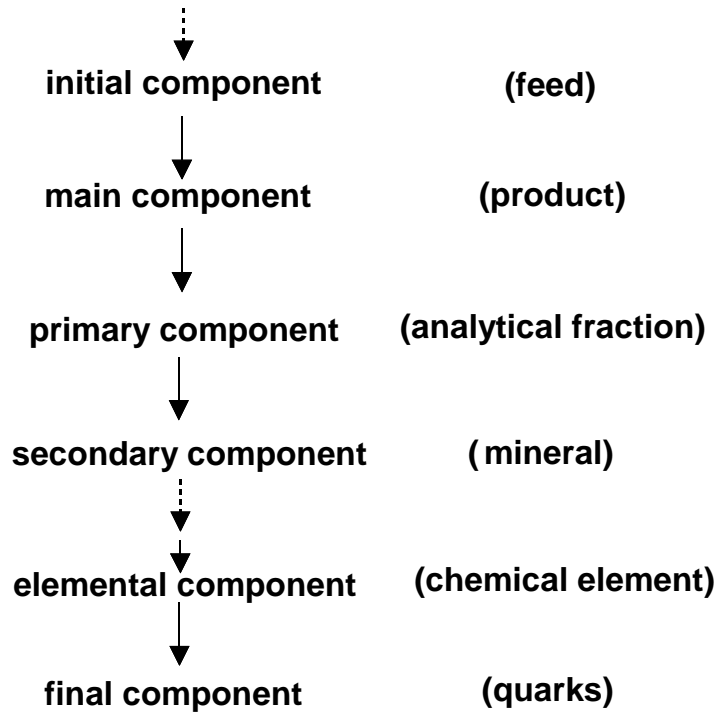 initial component (feed)
main component (product)
primary component (analytical fraction)
secondary component (mineral)
elemental component (chemical element)
final component (quarks)